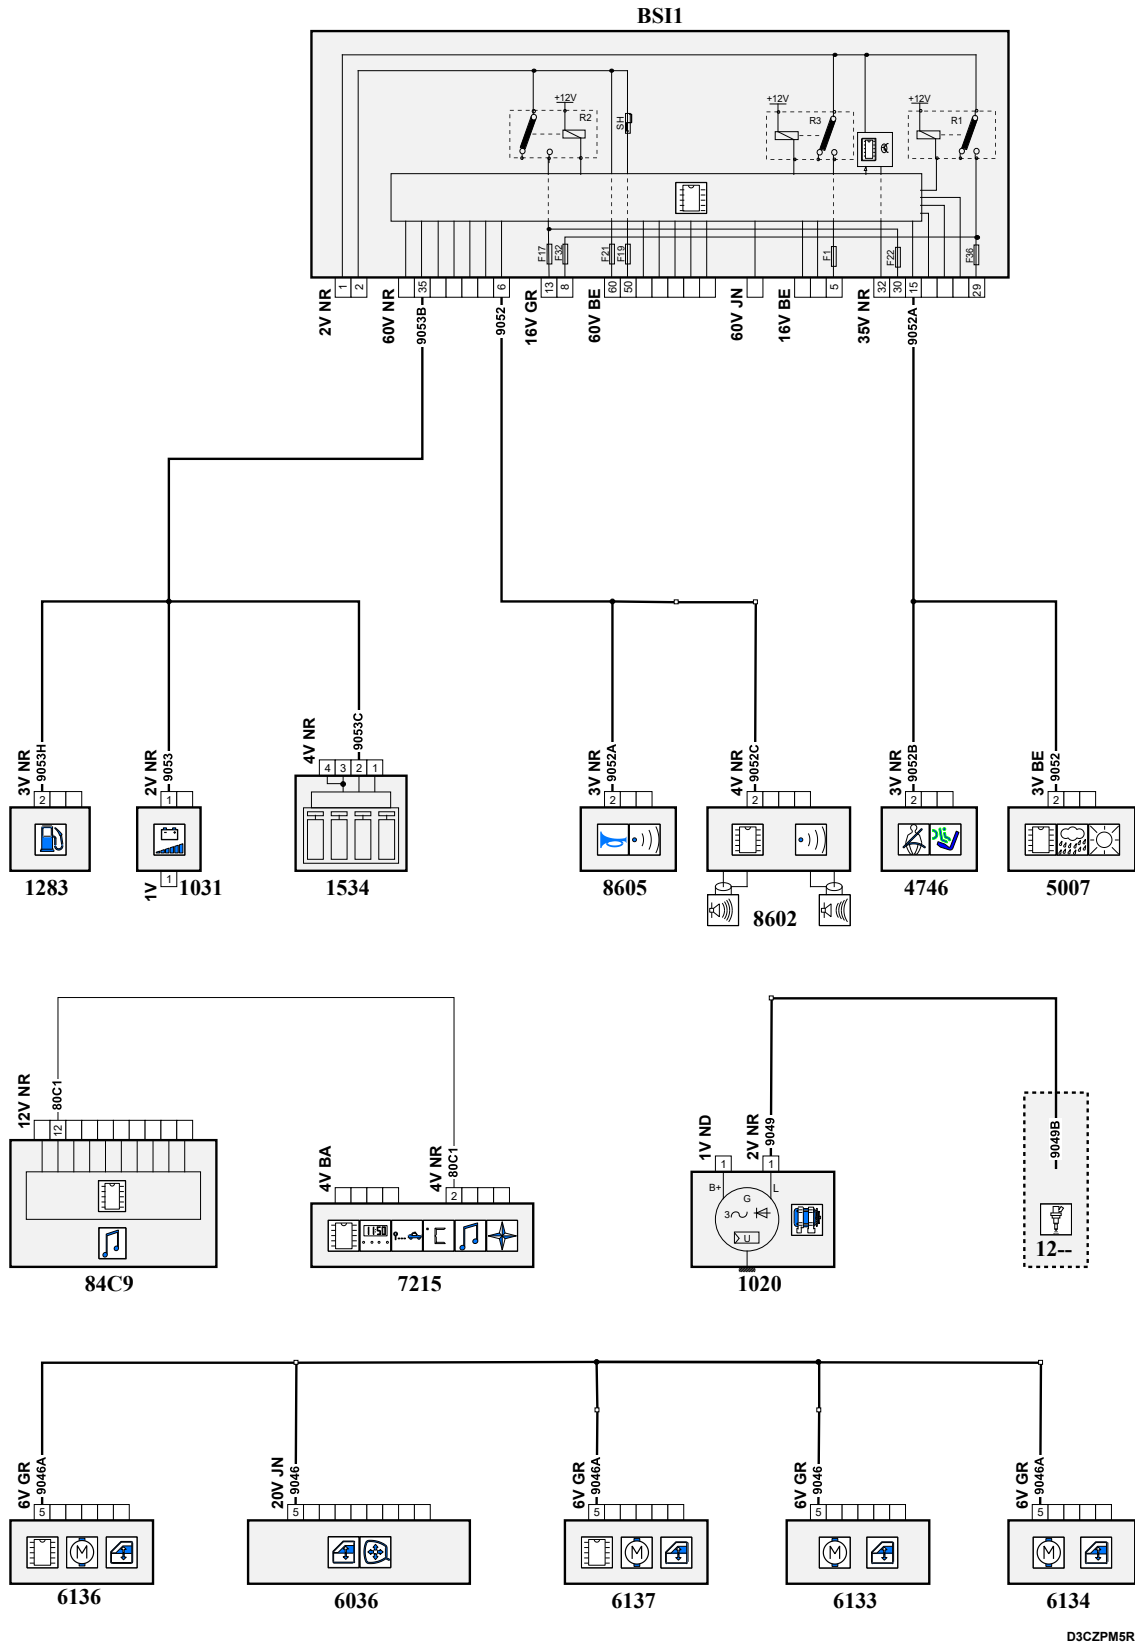 BSI1
+12V
R2
SH
+12V
R3
+12V
R1
F17
F32
F21
F19
F1
F22
F36
2V NR
1
2
60V NR
35
6
16V GR
13
8
60V BE
60
50
60V JN
16V BE
5
35V NR
32
30
15
29
9053B
9052
9052A
3V NR
9053H
2
1283
2V NR
9053
1
1V
1
1031
4V NR
9053C
4 3 2 1
1534
3V NR
9052A
2
8605
4V NR
9052C
2
8602
3V NR
9052B
2
4746
3V BE
9052
2
5007
12V NR
80C1
12
84C9
4V BA
4V NR
80C1
2
11:50
°C
7215
1V ND
1
2V NR
9049
1
B+
L
G
3
U
1020
9049B
12--
6V GR
9046A
5
M
6136
20V JN
9046
5
6036
6V GR
9046A
5
M
6137
6V GR
9046
5
M
6133
6V GR
9046A
5
M
6134
D3CZPM5R